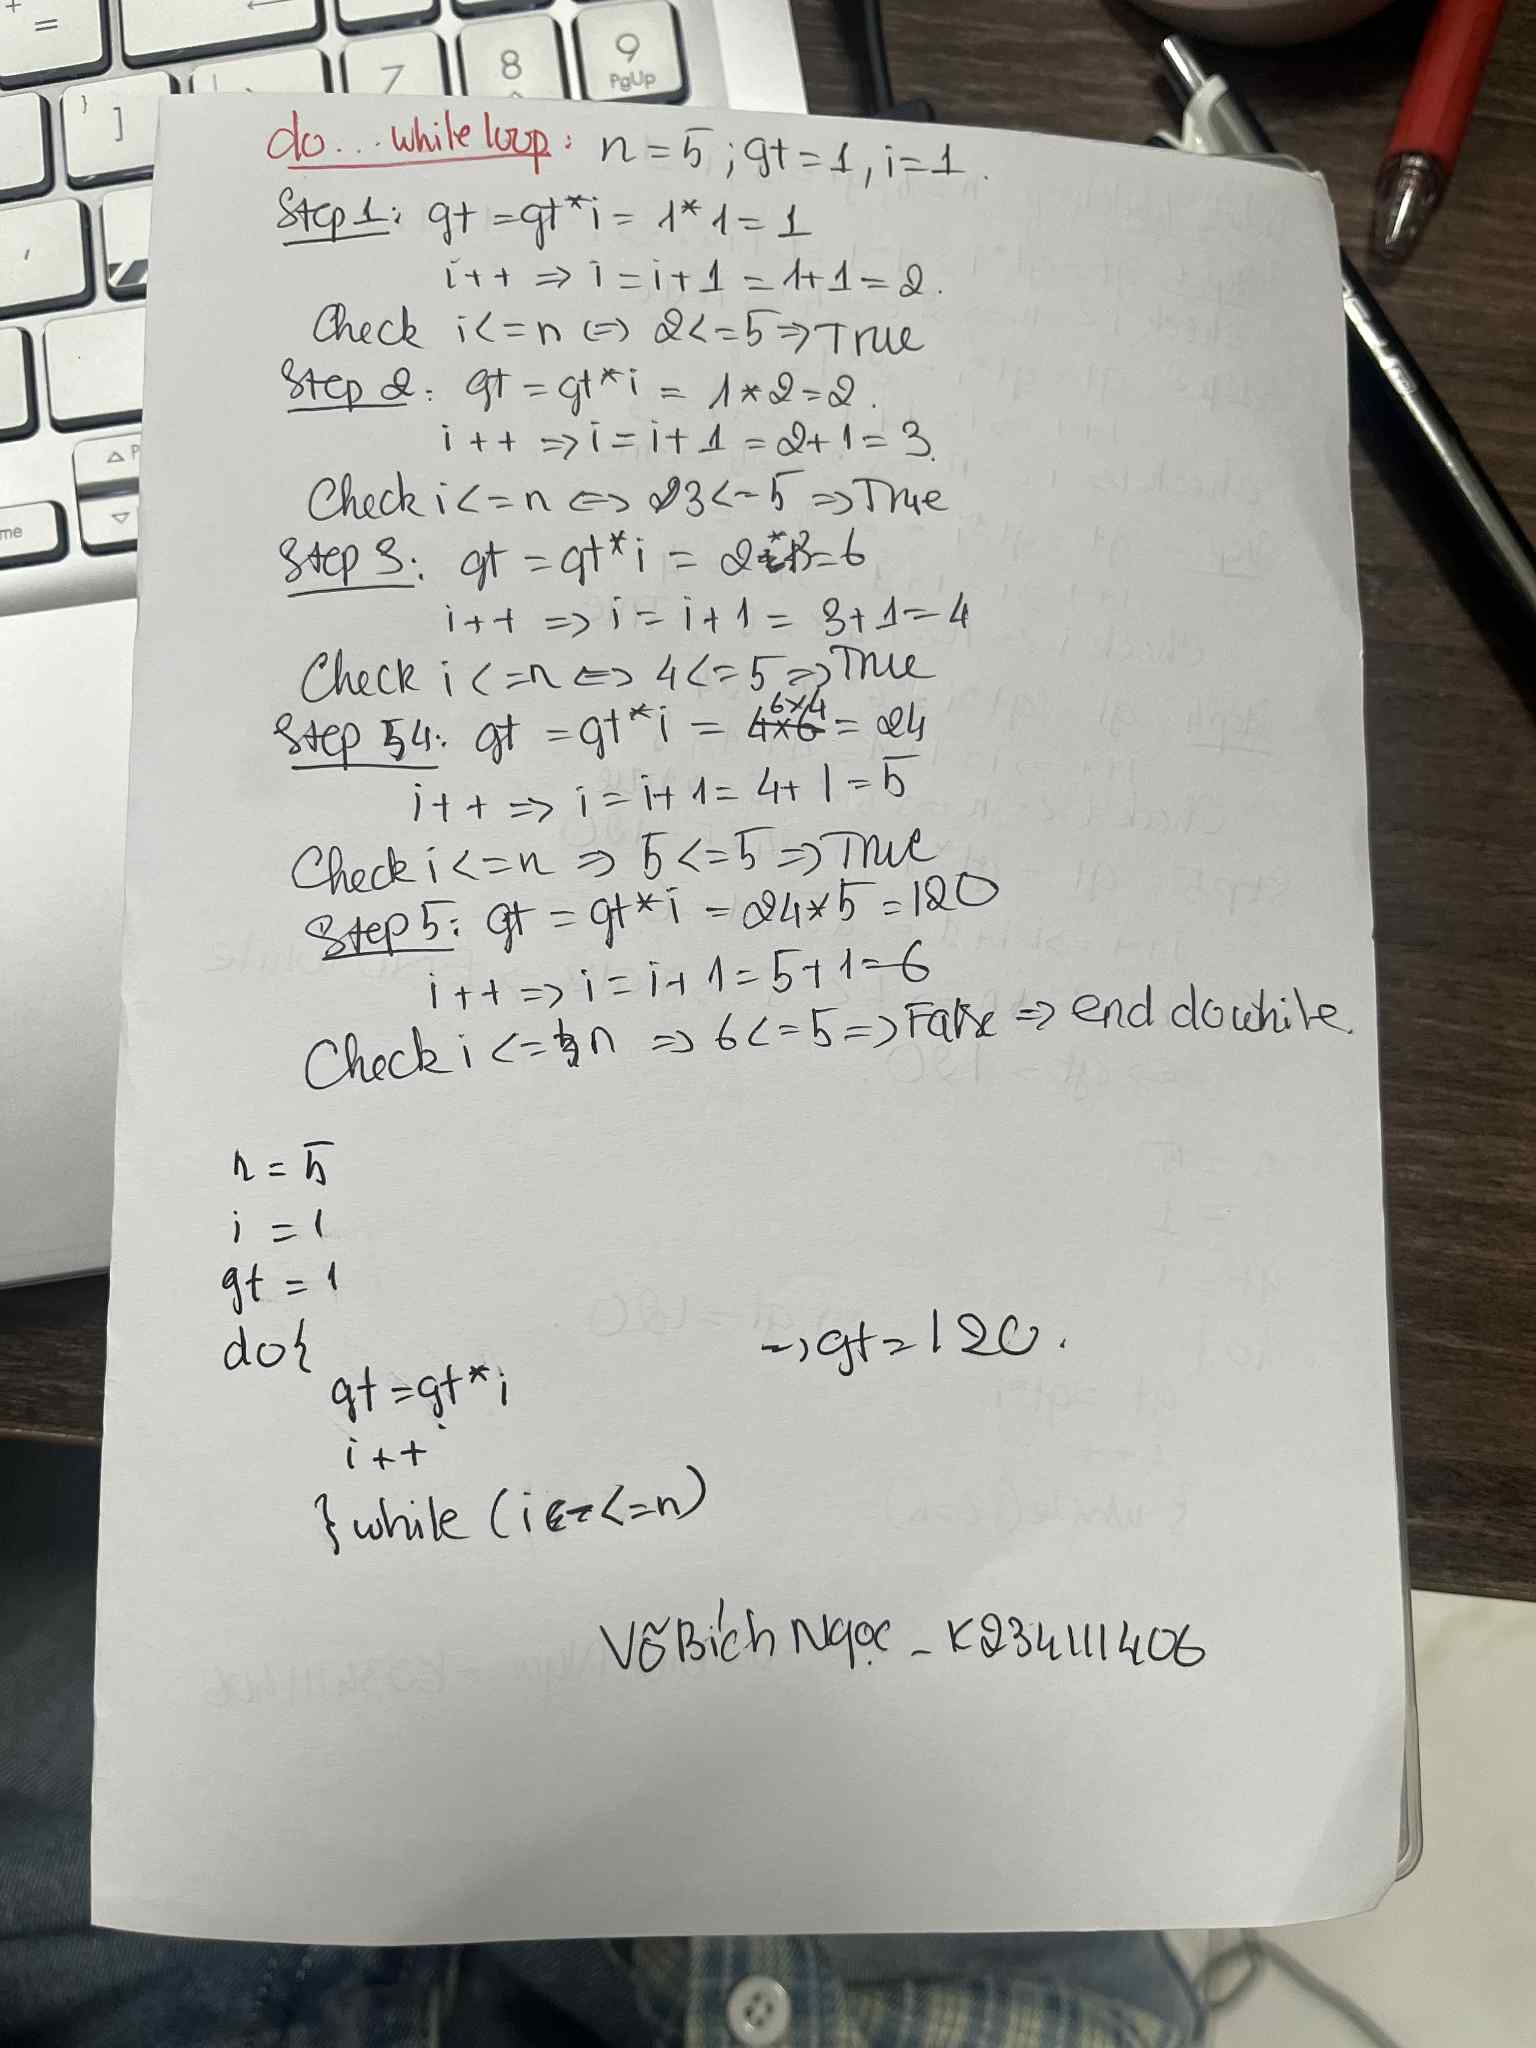 + =
7 8 9
PgUp
} ]
me
do...while loop: n=5; gt=1, i=1.
Step 1: gt = gt*i = 1*1 = 1
i++ => i = i+1 = 1+1 = 2.
Check i<=n <=> 2<=5 => True
Step 2: gt = gt*i = 1*2=2.
i++ => i = i+1 = 2+1 = 3.
Check i<=n <=> 3<=5 => True
Step 3: gt = gt*i = 2*3=6
i++ => i = i+1 = 3+1=4
Check i<=n <=> 4<=5 => True
Step 4: gt = gt*i = 6x4 = 24
i++ => i = i+1 = 4+1 = 5
Check i<=n => 5<=5 => True
Step 5: gt = gt*i = 24*5 = 120
i++ => i = i+1 = 5+1=6
Check i<=n => 6<=5 => False => end do while.
n = 5
i = 1
gt = 1
do{
gt = gt*i
i++
} while (i<=n)
→ gt = 120.
Võ Bích Ngọc - K234111406